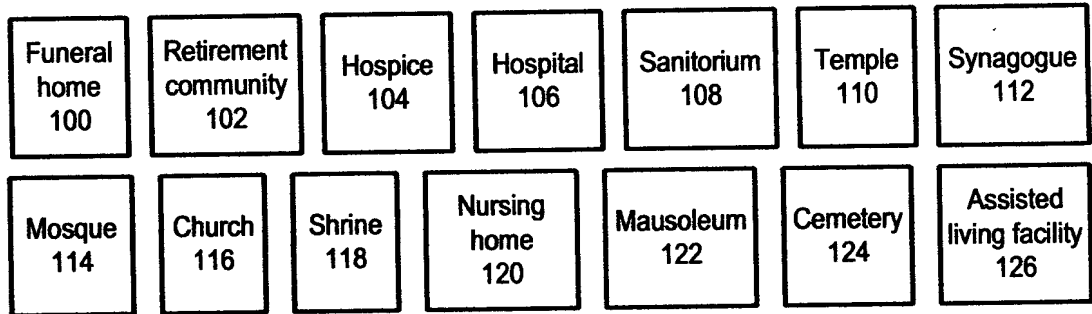 Funeral
home
100
Retirement
community
102
Hospice
104
Hospital
106
Sanitorium
108
Temple
110
Synagogue
112
Mosque
114
Church
116
Shrine
118
Nursing
home
120
Mausoleum
122
Cemetery
124
Assisted
living facility
126